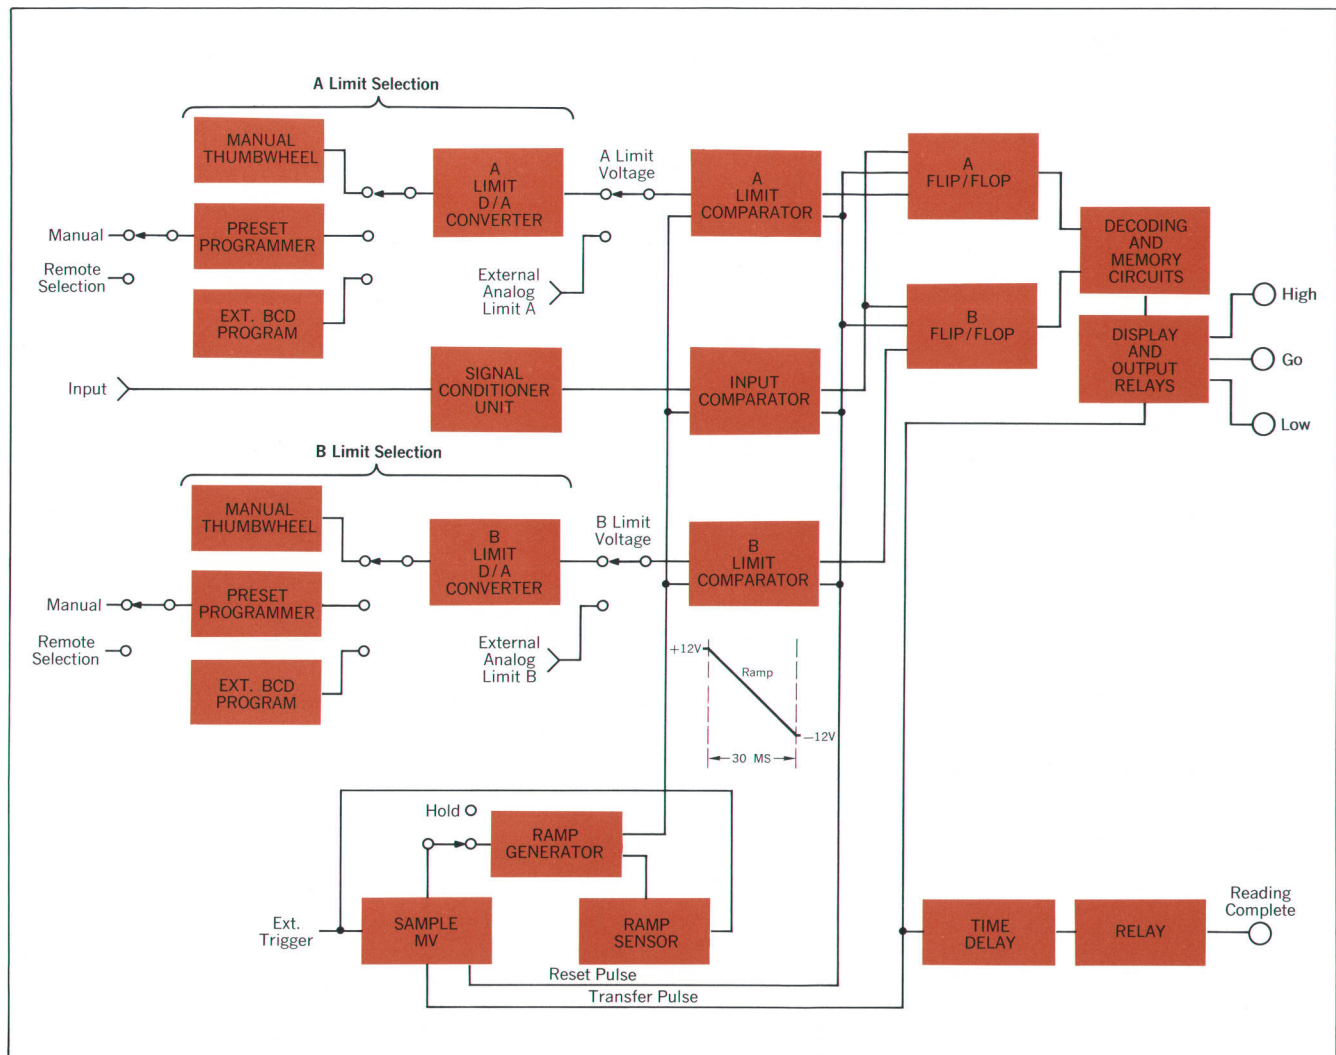 A Limit Selection
MANUAL
THUMBWHEEL
PRESET
PROGRAMMER
EXT. BCD
PROGRAM
Manual
Remote
Selection
A
LIMIT
D/A
CONVERTER
A Limit
Voltage
External
Analog
Limit A
A
LIMIT
COMPARATOR
A
FLIP/FLOP
B
FLIP/FLOP
DECODING
AND
MEMORY
CIRCUITS
DISPLAY
AND
OUTPUT
RELAYS
High
Go
Low
Input
SIGNAL
CONDITIONER
UNIT
INPUT
COMPARATOR
B Limit Selection
MANUAL
THUMBWHEEL
PRESET
PROGRAMMER
EXT. BCD
PROGRAM
Manual
Remote
Selection
B
LIMIT
D/A
CONVERTER
B Limit
Voltage
External
Analog
Limit B
B
LIMIT
COMPARATOR
+12V
Ramp
—12V
30 MS
Hold
RAMP
GENERATOR
Ext.
Trigger
SAMPLE
MV
RAMP
SENSOR
Reset Pulse
Transfer Pulse
TIME
DELAY
RELAY
Reading
Complete